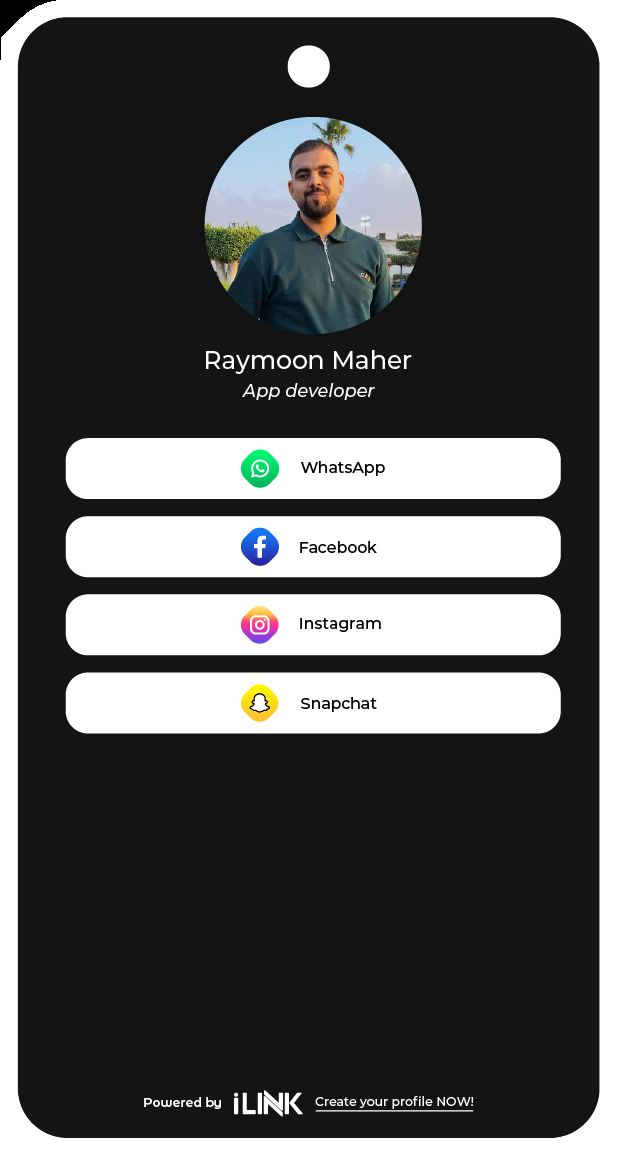 Raymoon Maher
App developer
WhatsApp
Facebook
Instagram
Snapchat
Powered by iLINK Create your profile NOW!